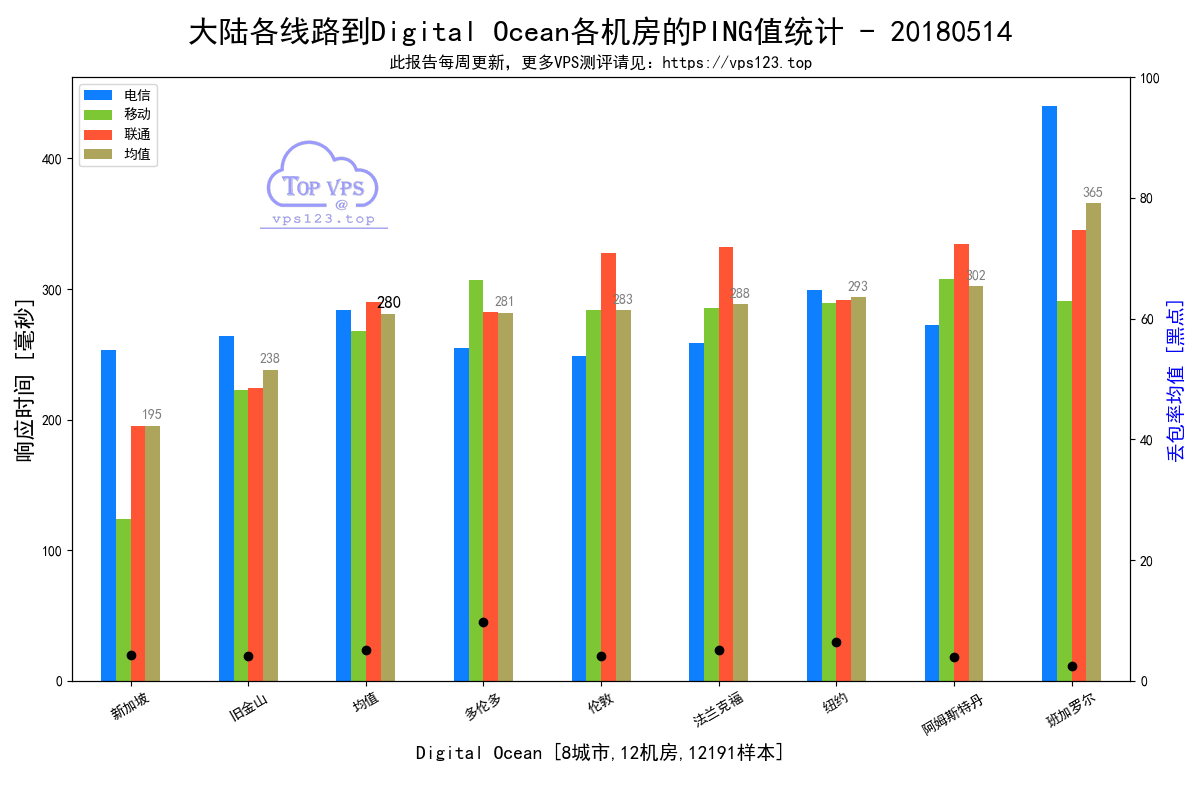 大陆各线路到Digital Ocean各机房的PING值统计 - 20180514
此报告每周更新，更多VPS测评请见：https://vps123.top
电信
移动
联通
均值
TOP VPS
@
vps123.top
响应时间 [毫秒]
400
300
200
100
0
195
238
280
281
283
288
293
302
365
100
80
60
40
20
0
丢包率均值 [黑点]
新加坡
旧金山
均值
多伦多
伦敦
法兰克福
纽约
阿姆斯特丹
班加罗尔
Digital Ocean [8城市,12机房,12191样本]